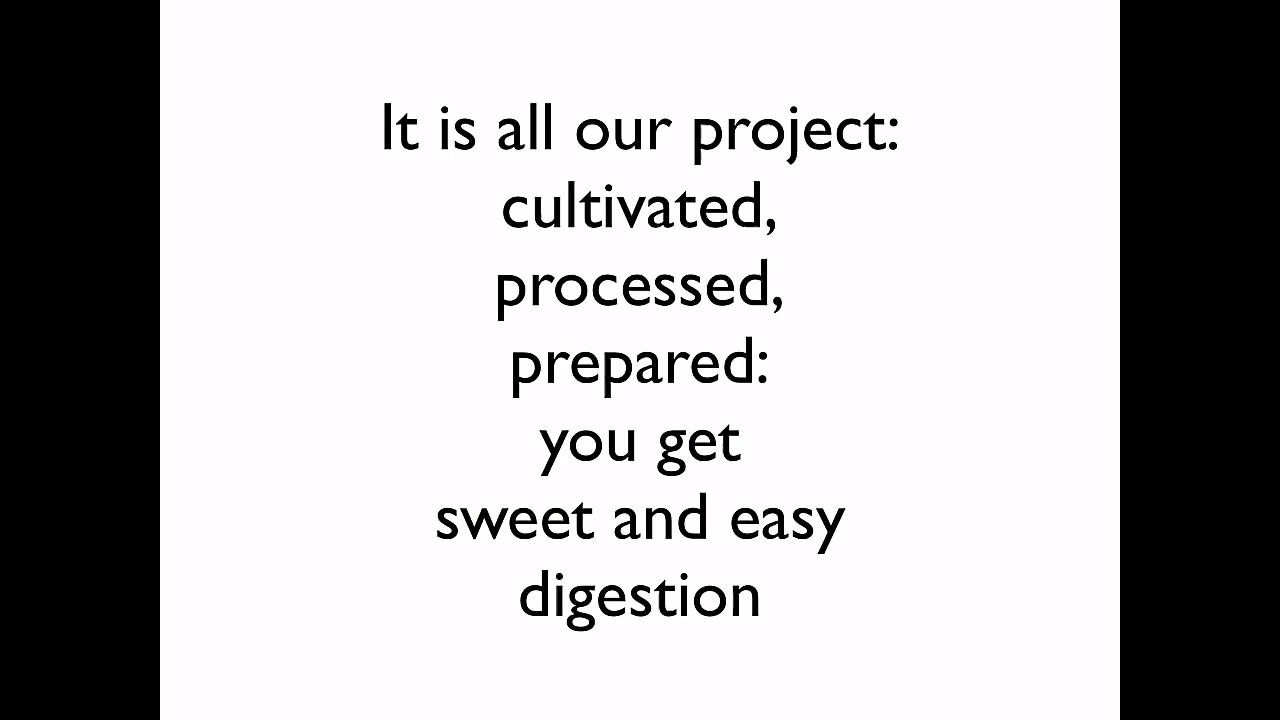 It is all our project:
cultivated,
processed,
prepared:
you get
sweet and easy
digestion